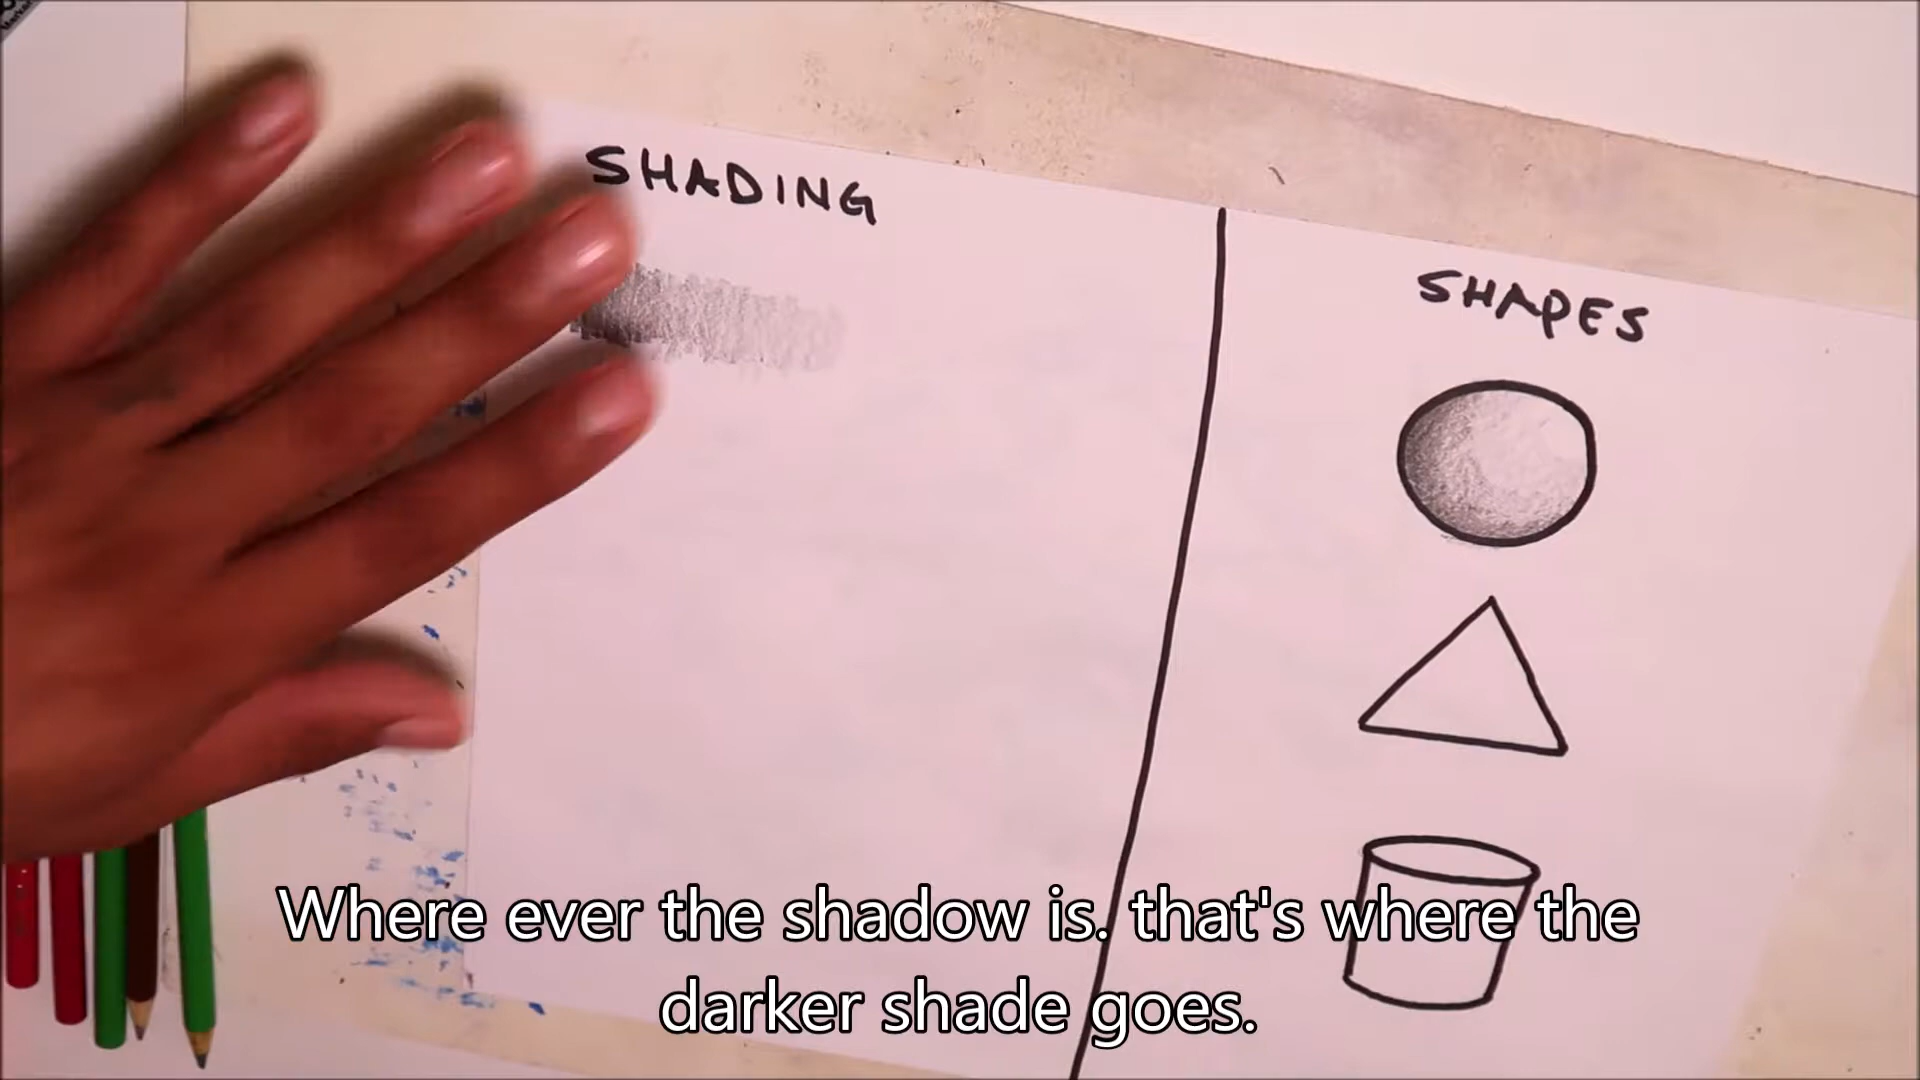 SHADING
SHAPES
Where ever the shadow is. that's where the
darker shade goes.